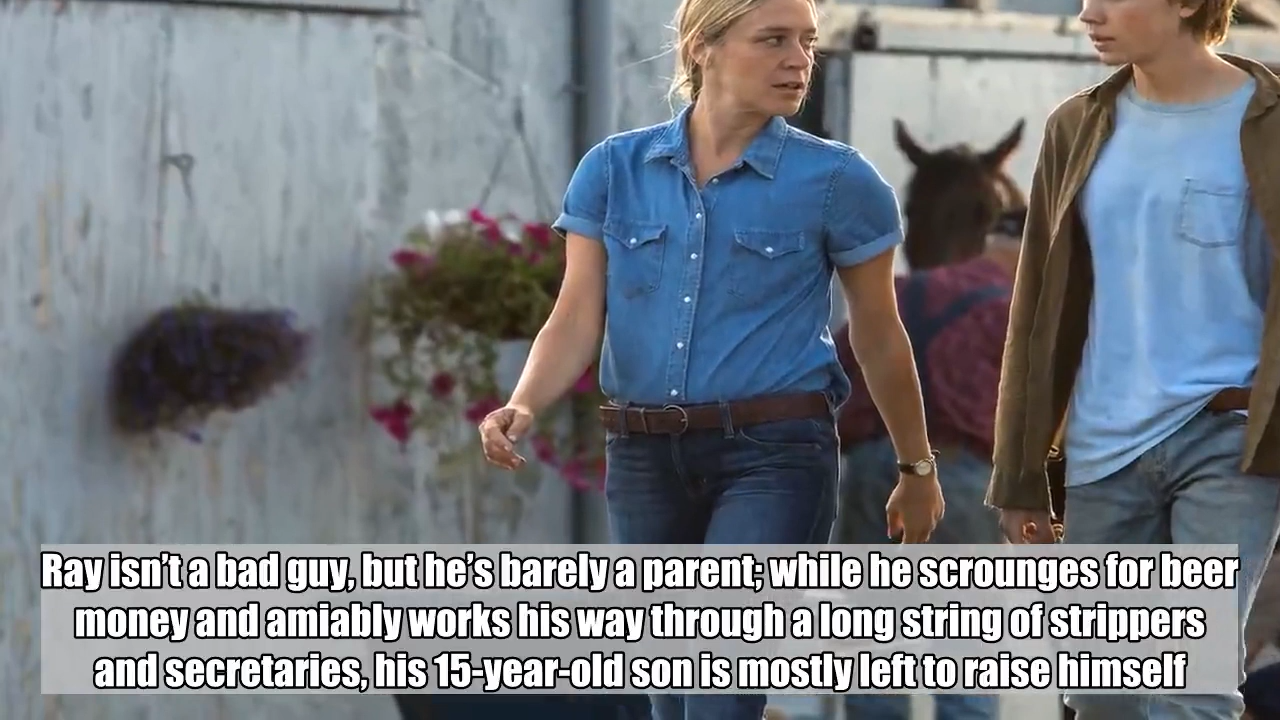 Ray isn’t a bad guy, but he’s barely a parent; while he scrounges for beer
money and amiably works his way through a long string of strippers
and secretaries, his 15-year-old son is mostly left to raise himself